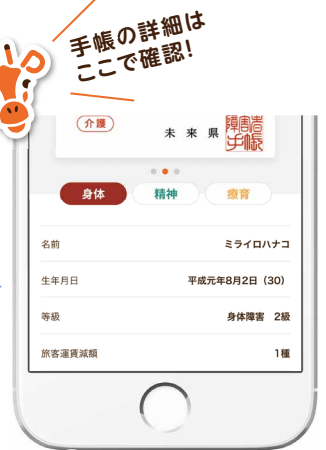 手帳の詳細は
ここで確認!
介護
未来県
障害者
手帳
身体 精神 療育
名前 ミライロハナコ
生年月日 平成元年8月2日（30）
等級 身体障害 2級
旅客運賃減額 1種